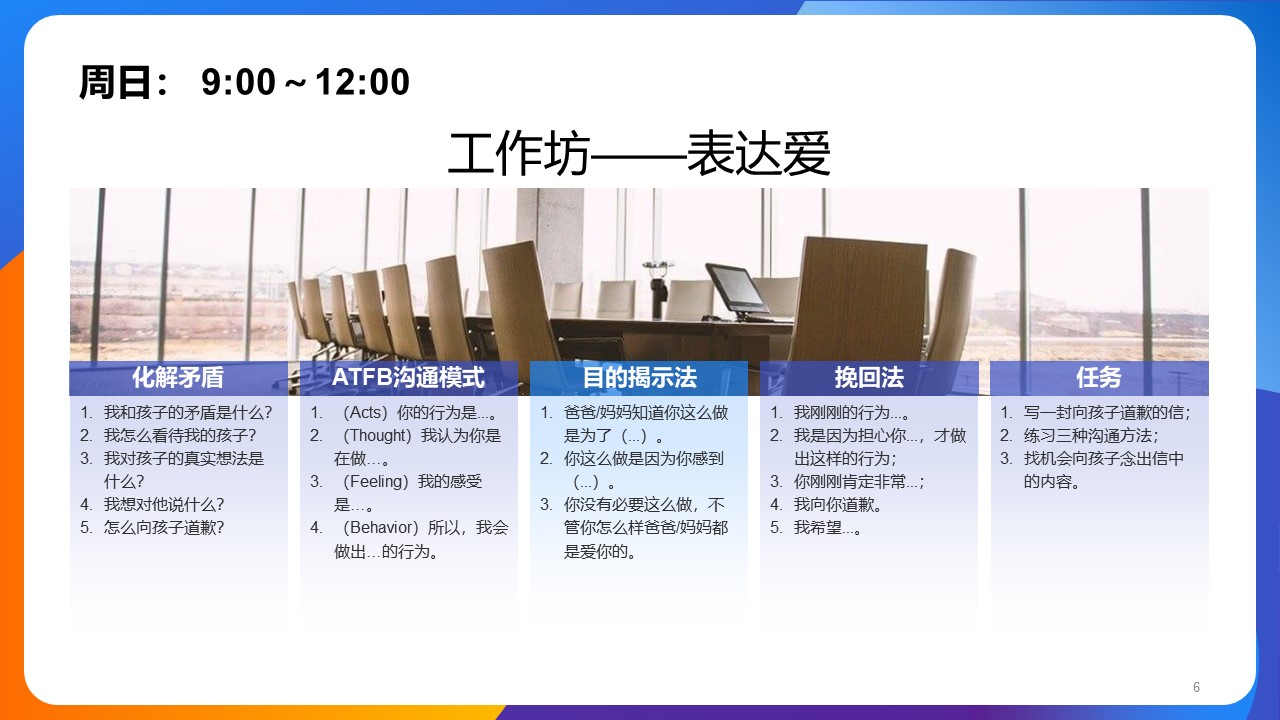 周日： 9:00～12:00
工作坊——表达爱
化解矛盾
1. 我和孩子的矛盾是什么?
2. 我怎么看待我的孩子?
3. 我对孩子的真实想法是
什么?
4. 我想对他说什么?
5. 怎么向孩子道歉?
ATFB沟通模式
1. （Acts）你的行为是...。
2. （Thought）我认为你是
在做…。
3. （Feeling）我的感受
是…。
4. （Behavior）所以，我会
做出…的行为。
目的揭示法
1. 爸爸/妈妈知道你这么做
是为了（...）。
2. 你这么做是因为你感到
（...）。
3. 你没有必要这么做，不
管你怎么样爸爸/妈妈都
是爱你的。
挽回法
1. 我刚刚的行为...。
2. 我是因为担心你...，才做
出这样的行为；
3. 你刚刚肯定非常...；
4. 我向你道歉。
5. 我希望...。
任务
1. 写一封向孩子道歉的信；
2. 练习三种沟通方法；
3. 找机会向孩子念出信中
的内容。
6